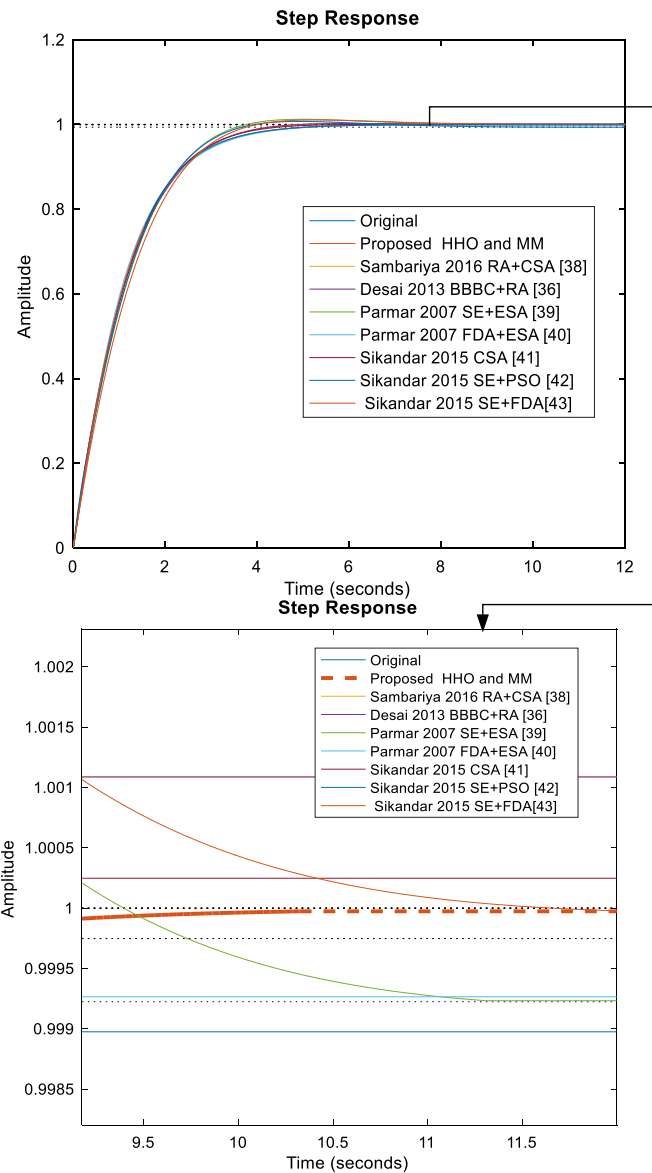 Step Response
1.2
1
0.8
0.6
0.4
0.2
0
Amplitude
Original
Proposed HHO and MM
Sambariya 2016 RA+CSA [38]
Desai 2013 BBBC+RA [36]
Parmar 2007 SE+ESA [39]
Parmar 2007 FDA+ESA [40]
Sikandar 2015 CSA [41]
Sikandar 2015 SE+PSO [42]
Sikandar 2015 SE+FDA[43]
0 2 4 6 8 10 12
Time (seconds)
Step Response
1.002
1.0015
1.001
1.0005
1
0.9995
0.999
0.9985
Amplitude
Original
Proposed HHO and MM
Sambariya 2016 RA+CSA [38]
Desai 2013 BBBC+RA [36]
Parmar 2007 SE+ESA [39]
Parmar 2007 FDA+ESA [40]
Sikandar 2015 CSA [41]
Sikandar 2015 SE+PSO [42]
Sikandar 2015 SE+FDA[43]
9.5 10 10.5 11 11.5
Time (seconds)